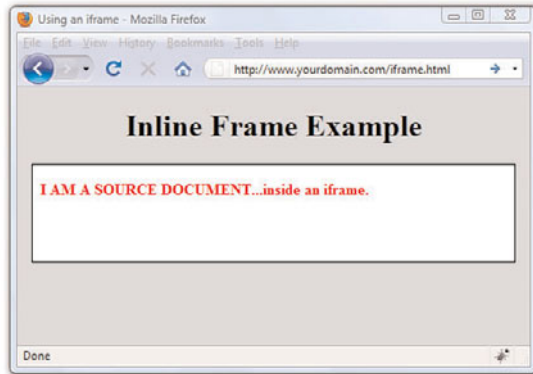 Using an iframe - Mozilla Firefox
File Edit View History Bookmarks Tools Help
http://www.yourdomain.com/iframe.html
Inline Frame Example
I AM A SOURCE DOCUMENT...inside an iframe.
Done